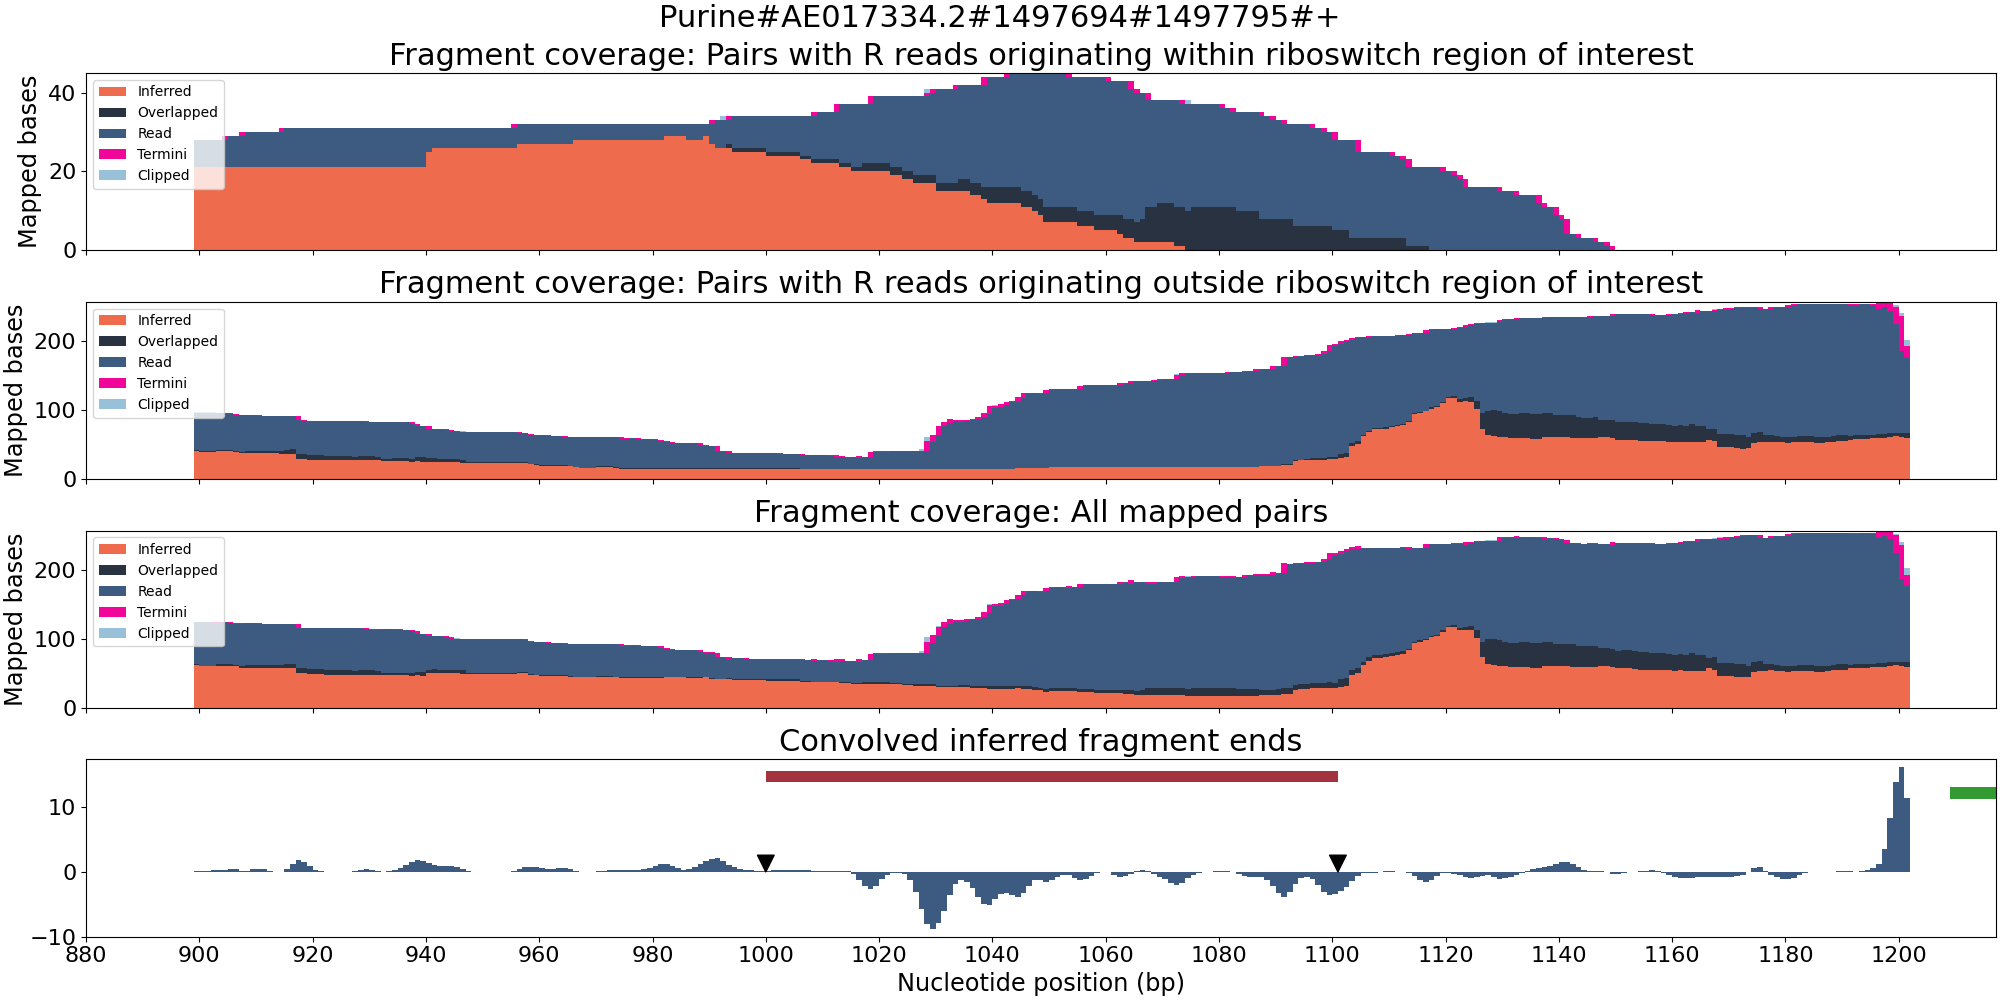 Purine#AE017334.2#1497694#1497795#+
Fragment coverage: Pairs with R reads originating within riboswitch region of interest
Mapped bases
40
20
0
Inferred
Overlapped
Read
Termini
Clipped
Fragment coverage: Pairs with R reads originating outside riboswitch region of interest
Mapped bases
200
100
0
Inferred
Overlapped
Read
Termini
Clipped
Fragment coverage: All mapped pairs
Mapped bases
200
100
0
Inferred
Overlapped
Read
Termini
Clipped
Convolved inferred fragment ends
10
0
−10
880 900 920 940 960 980 1000 1020 1040 1060 1080 1100 1120 1140 1160 1180 1200
Nucleotide position (bp)